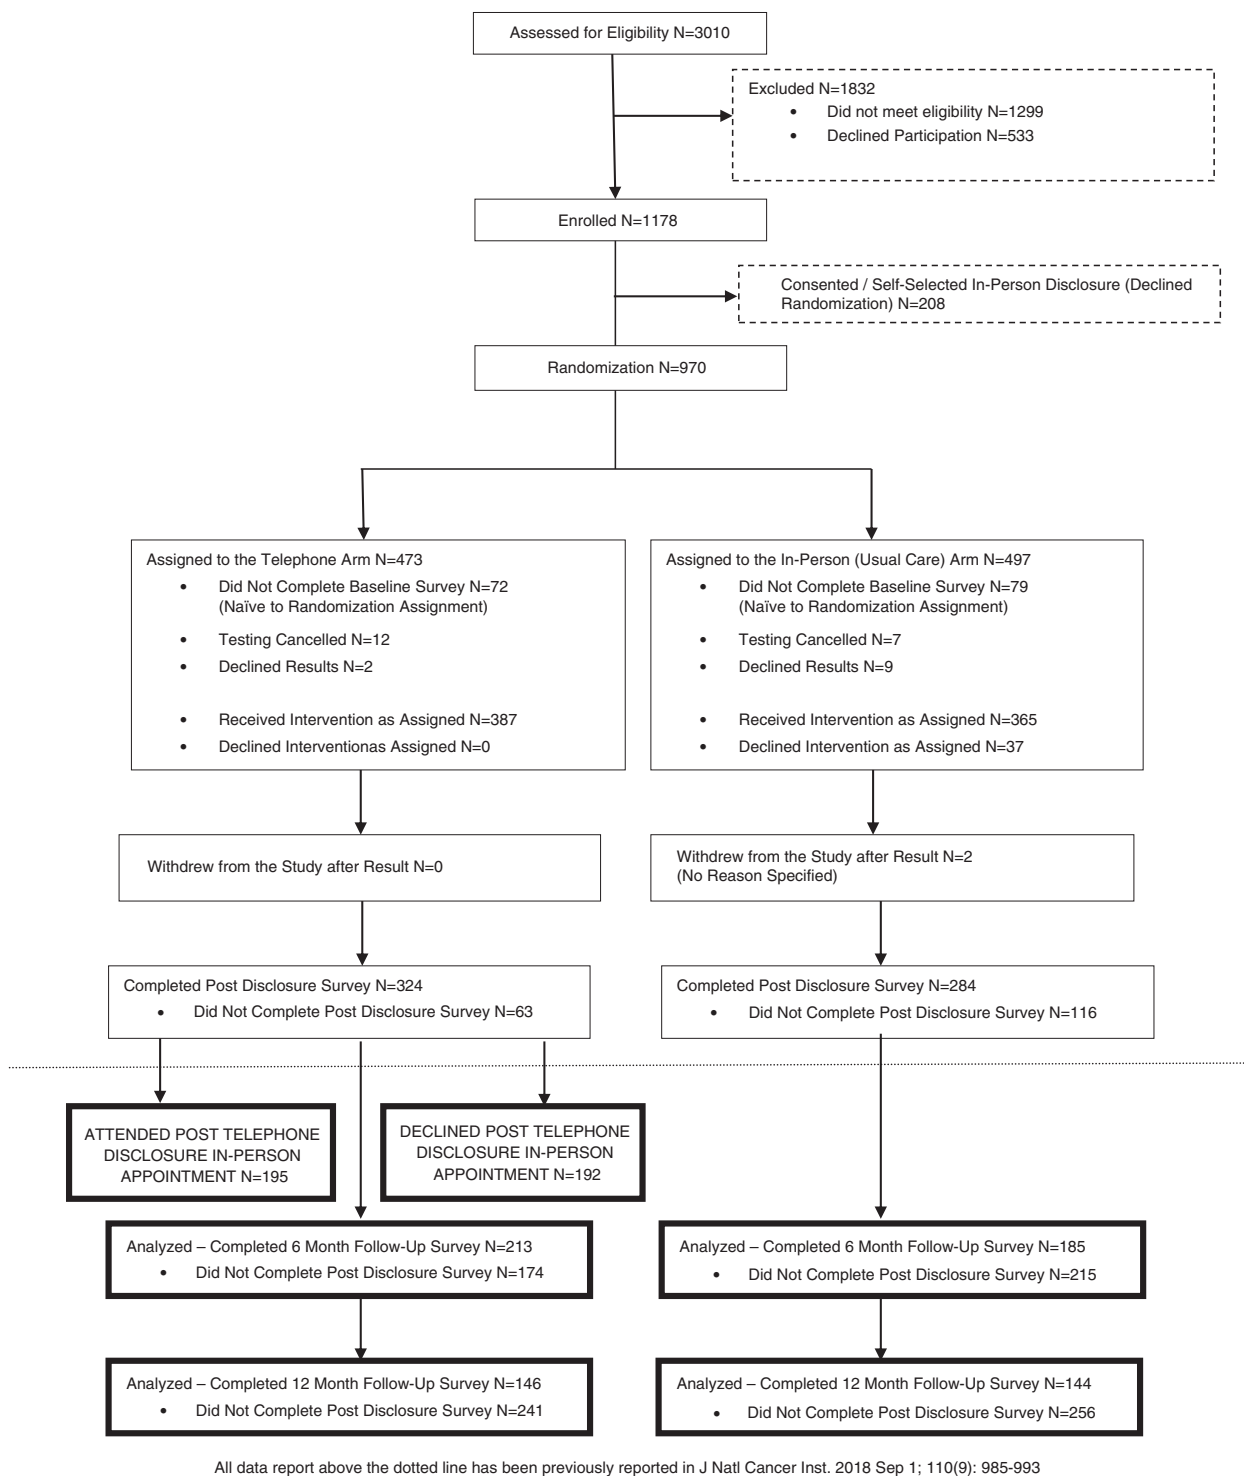 Assessed for Eligibility N=3010
Excluded N=1832
• Did not meet eligibility N=1299
• Declined Participation N=533
Enrolled N=1178
Consented / Self-Selected In-Person Disclosure (Declined
Randomization) N=208
Randomization N=970
Assigned to the Telephone Arm N=473
• Did Not Complete Baseline Survey N=72
(Naïve to Randomization Assignment)
• Testing Cancelled N=12
• Declined Results N=2
• Received Intervention as Assigned N=387
• Declined Interventionas Assigned N=0
Assigned to the In-Person (Usual Care) Arm N=497
• Did Not Complete Baseline Survey N=79
(Naïve to Randomization Assignment)
• Testing Cancelled N=7
• Declined Results N=9
• Received Intervention as Assigned N=365
• Declined Intervention as Assigned N=37
Withdrew from the Study after Result N=0
Withdrew from the Study after Result N=2
(No Reason Specified)
Completed Post Disclosure Survey N=324
• Did Not Complete Post Disclosure Survey N=63
Completed Post Disclosure Survey N=284
• Did Not Complete Post Disclosure Survey N=116
ATTENDED POST TELEPHONE
DISCLOSURE IN-PERSON
APPOINTMENT N=195
DECLINED POST TELEPHONE
DISCLOSURE IN-PERSON
APPOINTMENT N=192
Analyzed – Completed 6 Month Follow-Up Survey N=213
• Did Not Complete Post Disclosure Survey N=174
Analyzed – Completed 6 Month Follow-Up Survey N=185
• Did Not Complete Post Disclosure Survey N=215
Analyzed – Completed 12 Month Follow-Up Survey N=146
• Did Not Complete Post Disclosure Survey N=241
Analyzed – Completed 12 Month Follow-Up Survey N=144
• Did Not Complete Post Disclosure Survey N=256
All data report above the dotted line has been previously reported in J Natl Cancer Inst. 2018 Sep 1; 110(9): 985-993